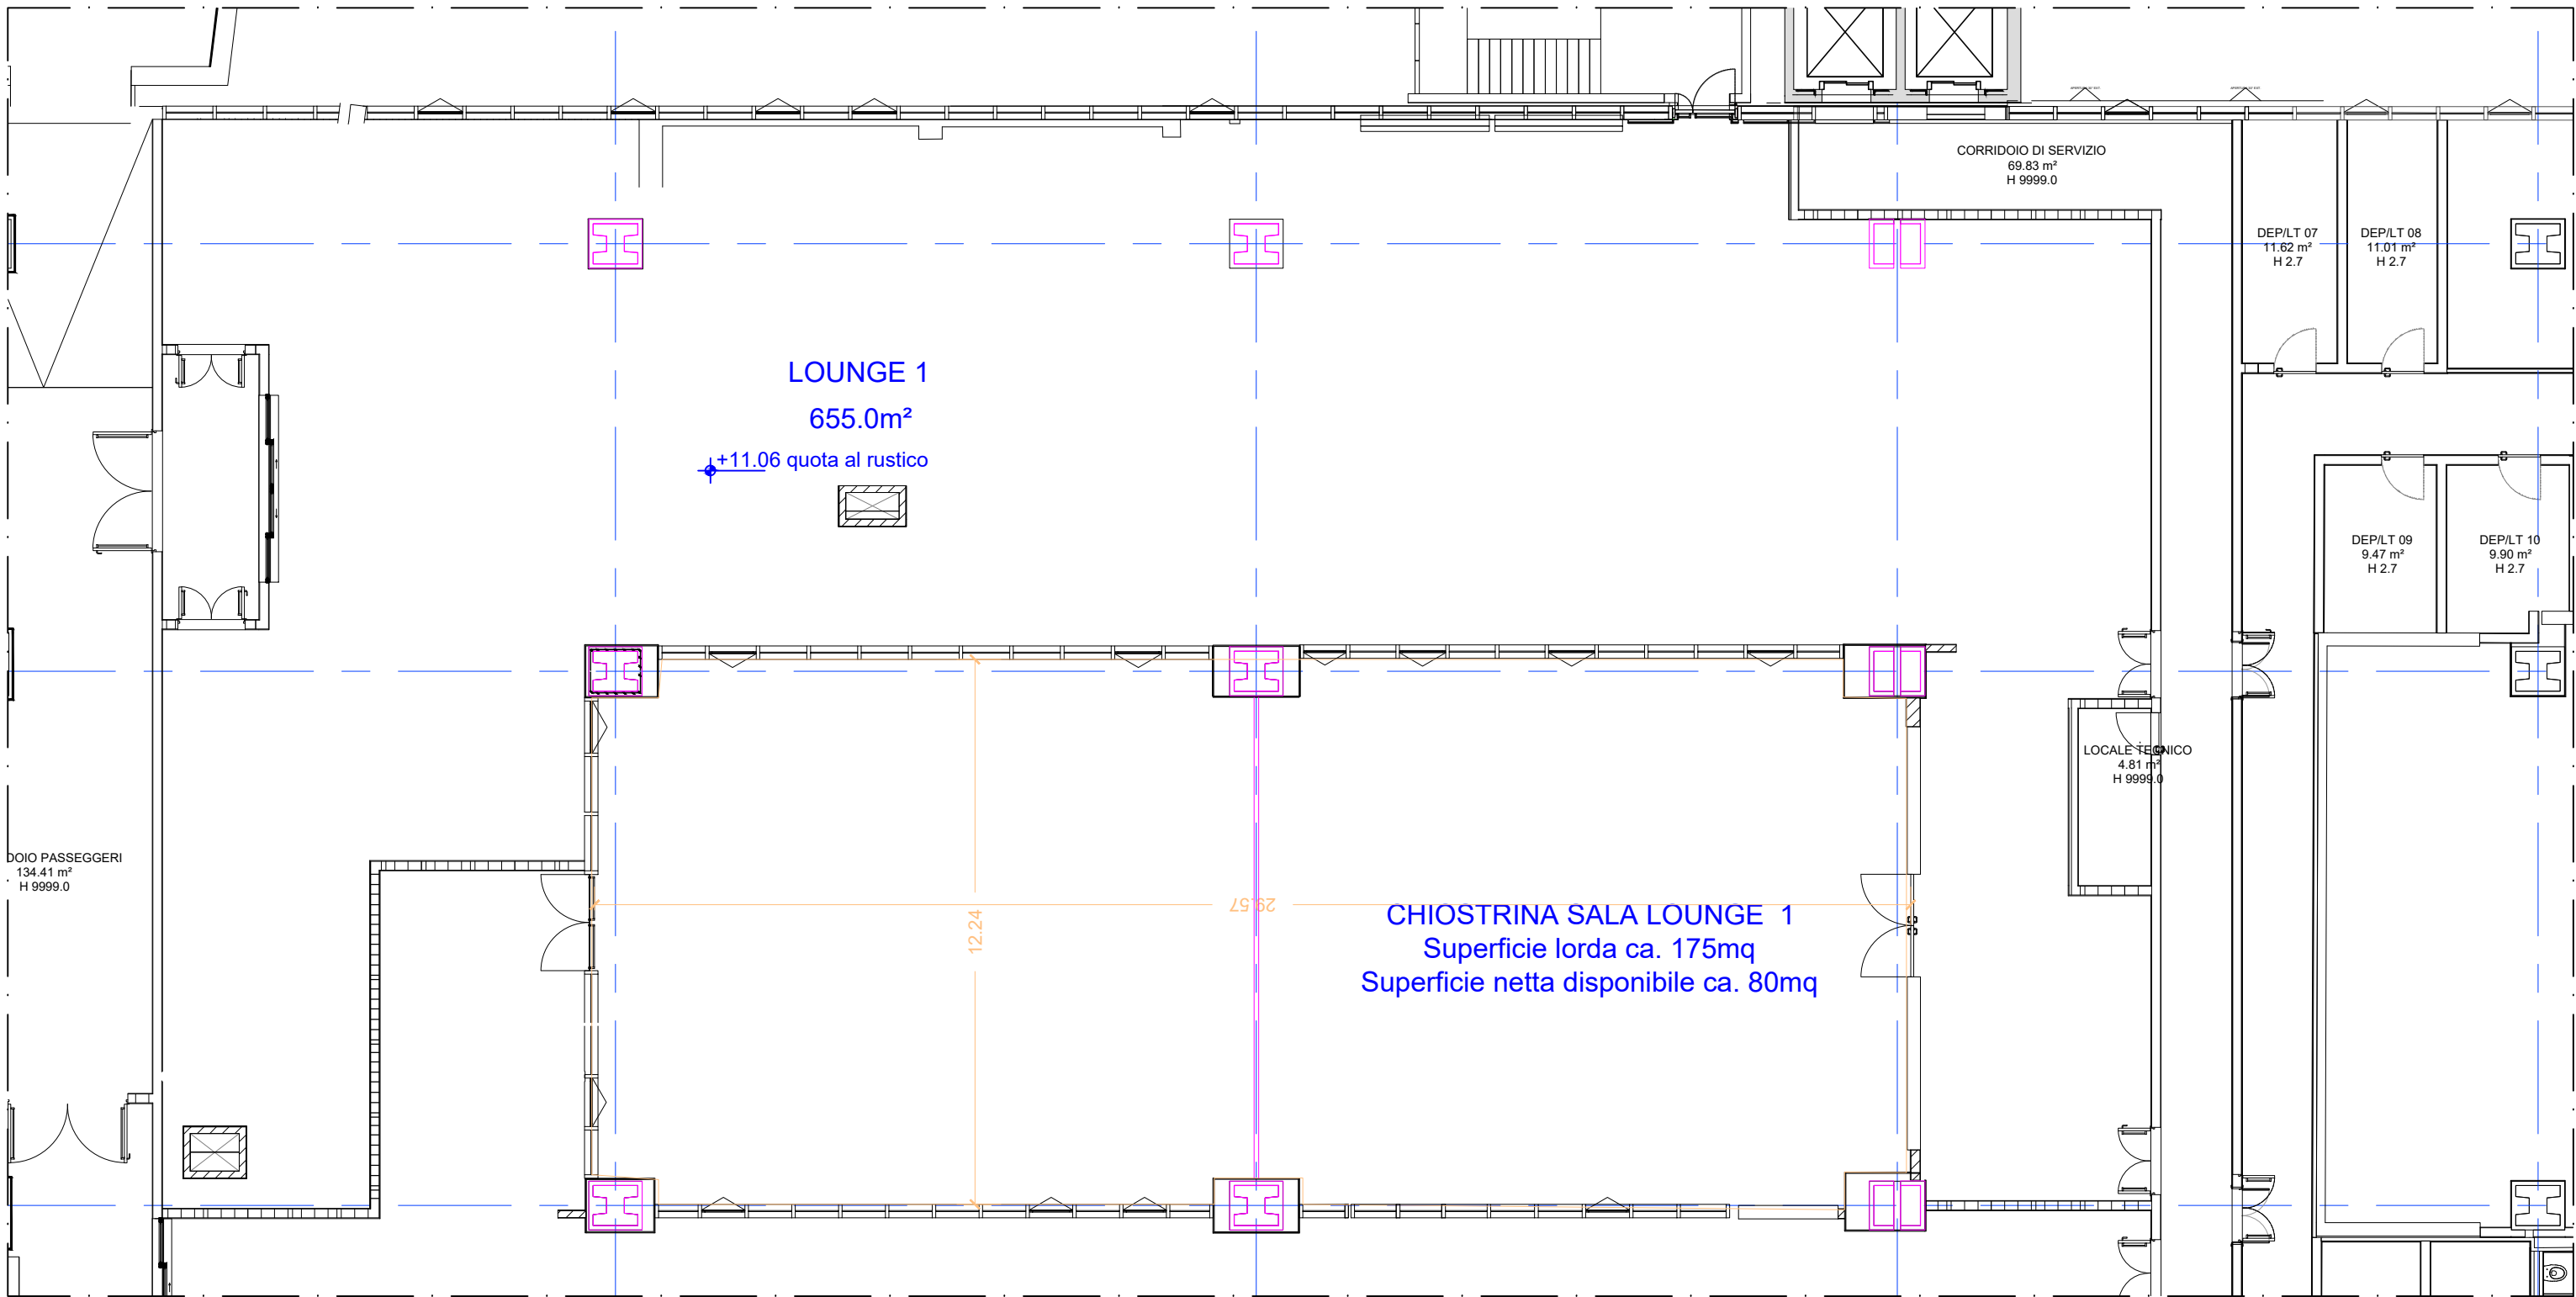 CORRIDOIO DI SERVIZIO
69.83 m²
H 9999.0
DEP/LT 07
11.62 m²
H 2.7
DEP/LT 08
11.01 m²
H 2.7
LOUNGE 1
655.0m²
+11.06 quota al rustico
DEP/LT 09
9.47 m²
H 2.7
DEP/LT 10
9.90 m²
H 2.7
LOCALE TECNICO
4.81 m²
H 9999.0
DOIO PASSEGGERI
134.41 m²
H 9999.0
29.57
12.24
CHIOSTRINA SALA LOUNGE 1
Superficie lorda ca. 175mq
Superficie netta disponibile ca. 80mq